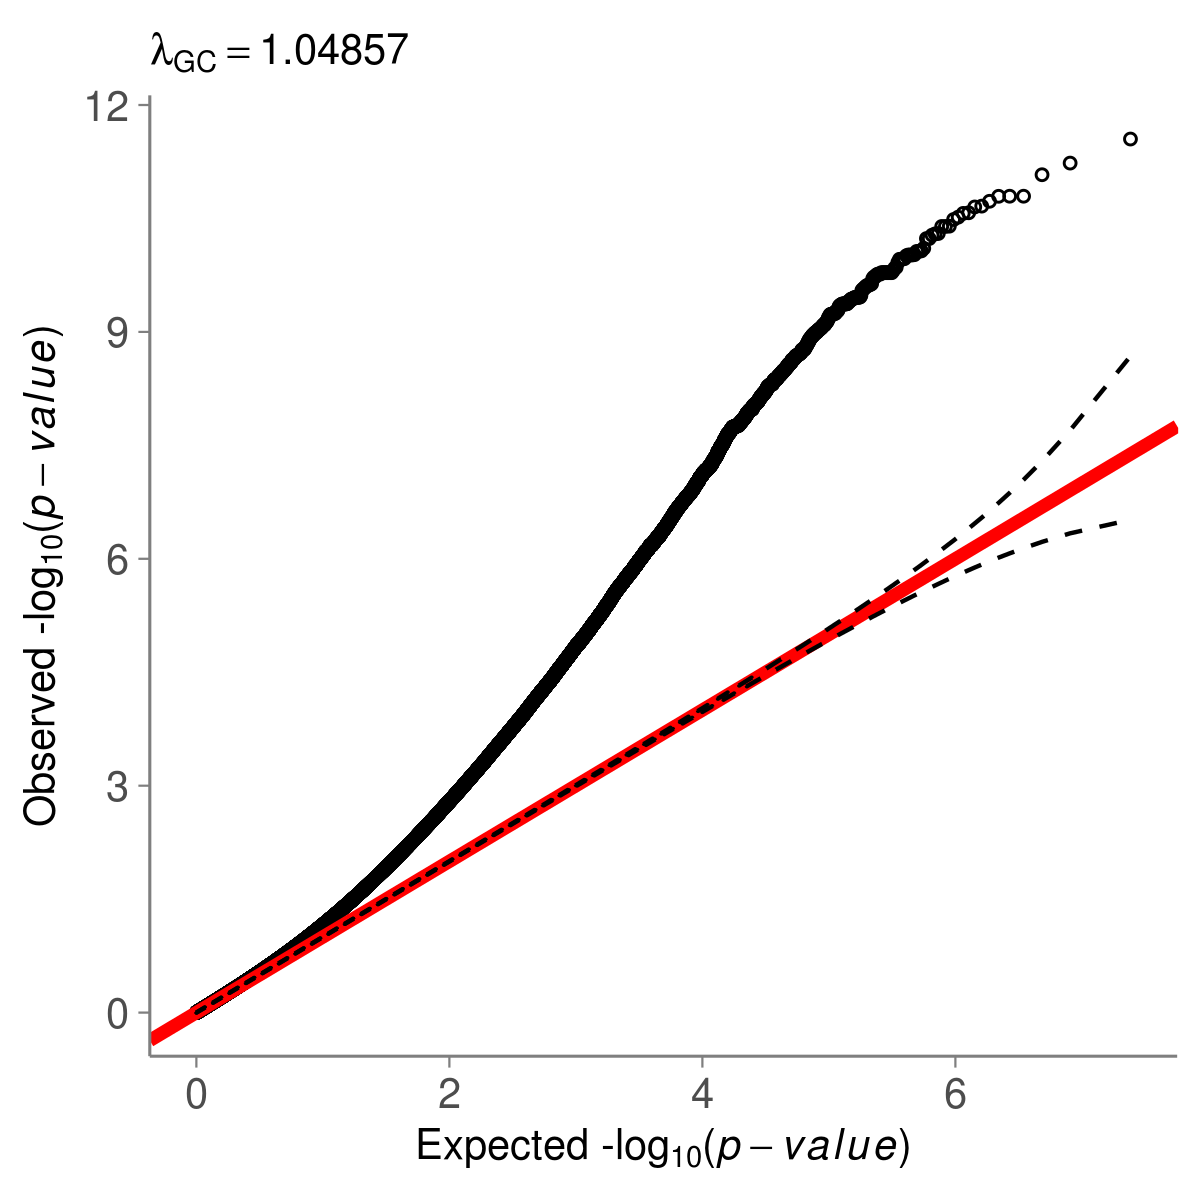 λGC = 1.04857
12
9
6
3
0
Observed -log10(p − value)
0 2 4 6
Expected -log10(p − value)